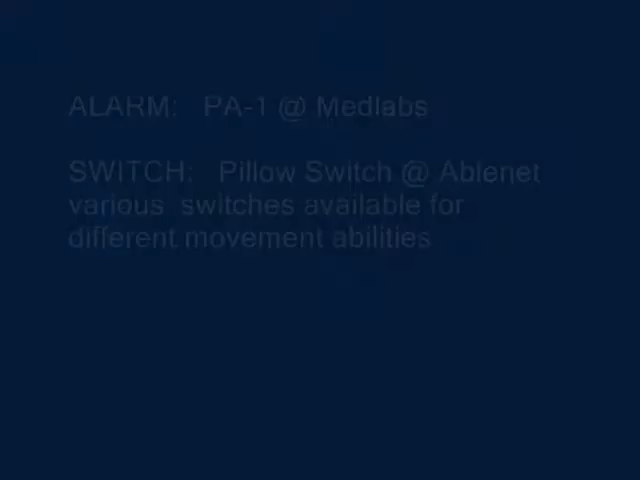 ALARM: PA-1 @ Medlabs
SWITCH: Pillow Switch @ Ablenet
various switches available for
different movement abilities